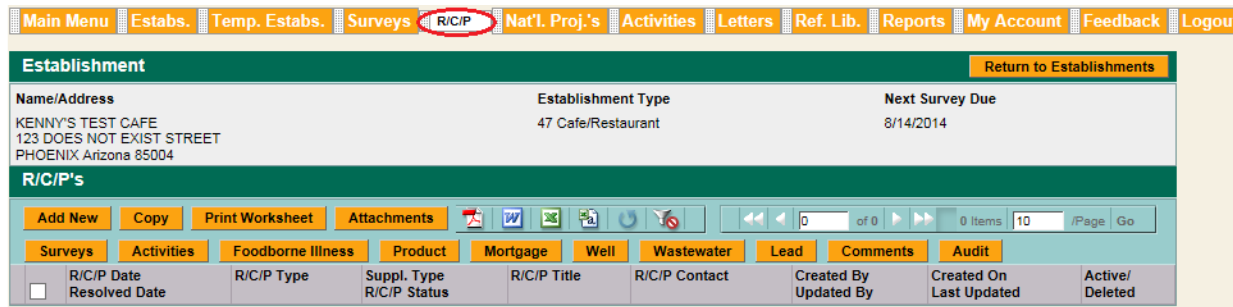 Main Menu Estabs. Temp. Estabs. Surveys R/C/P Nat'l. Proj.'s Activities Letters Ref. Lib. Reports My Account Feedback Logou
Establishment Return to Establishments
Name/Address Establishment Type Next Survey Due
KENNY'S TEST CAFE 47 Cafe/Restaurant 8/14/2014
123 DOES NOT EXIST STREET
PHOENIX Arizona 85004
R/C/P's
Add New Copy Print Worksheet Attachments 0 of 0 0 Items 10 /Page Go
Surveys Activities Foodborne Illness Product Mortgage Well Wastewater Lead Comments Audit
R/C/P Date R/C/P Type Suppl. Type R/C/P Title R/C/P Contact Created By Created On Active/
Resolved Date R/C/P Status Updated By Last Updated Deleted